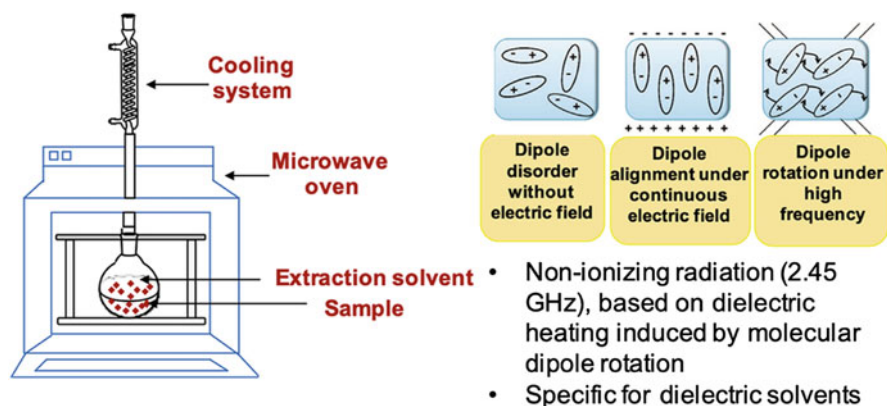 Cooling
system
Microwave
oven
Extraction solvent
Sample
- - - - - - - -
+ + + + + + + +
Dipole
disorder
without
electric field
Dipole
alignment under
continuous
electric field
Dipole
rotation under
high
frequency
• Non-ionizing radiation (2.45
GHz), based on dielectric
heating induced by molecular
dipole rotation
• Specific for dielectric solvents